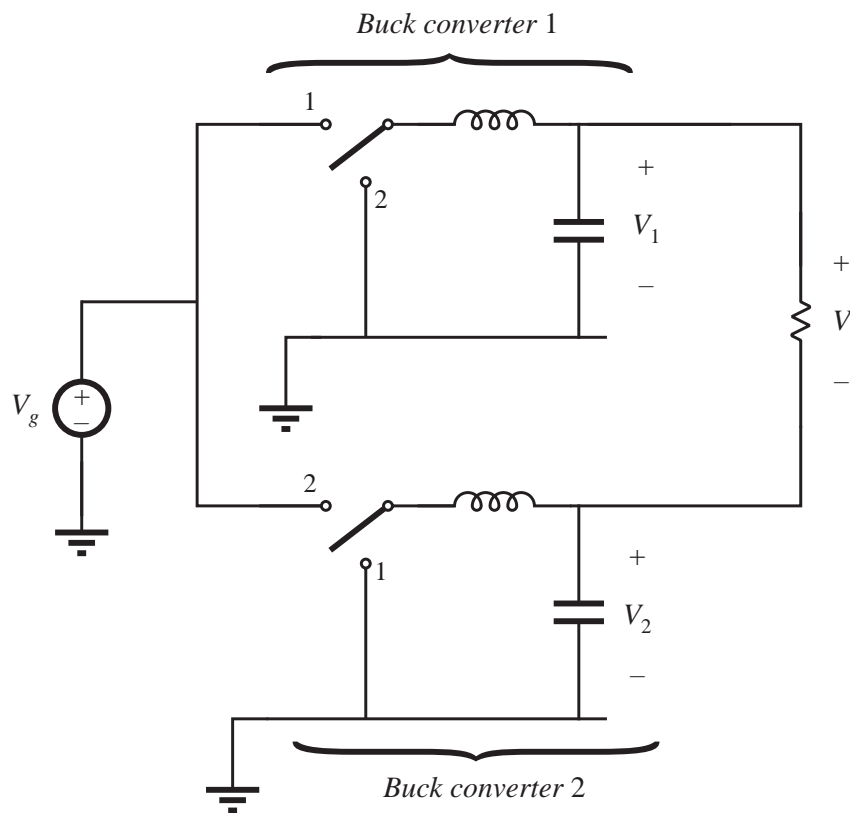 Buck converter 1
1
2
+
V1
–
+
V
–
Vg
+
–
2
1
+
V2
–
Buck converter 2